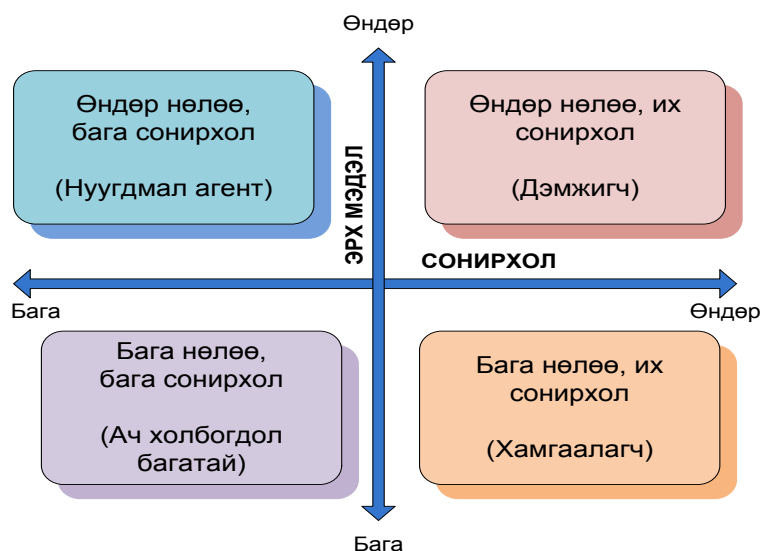 Өндөр
Өндөр нөлөө,
бага сонирхол
(Нуугдмал агент)
Өндөр нөлөө, их
сонирхол
(Дэмжигч)
ЭРХ МЭДЭЛ
СОНИРХОЛ
Бага
Өндөр
Бага нөлөө,
бага сонирхол
(Ач холбогдол
багатай)
Бага нөлөө, их
сонирхол
(Хамгаалагч)
Бага